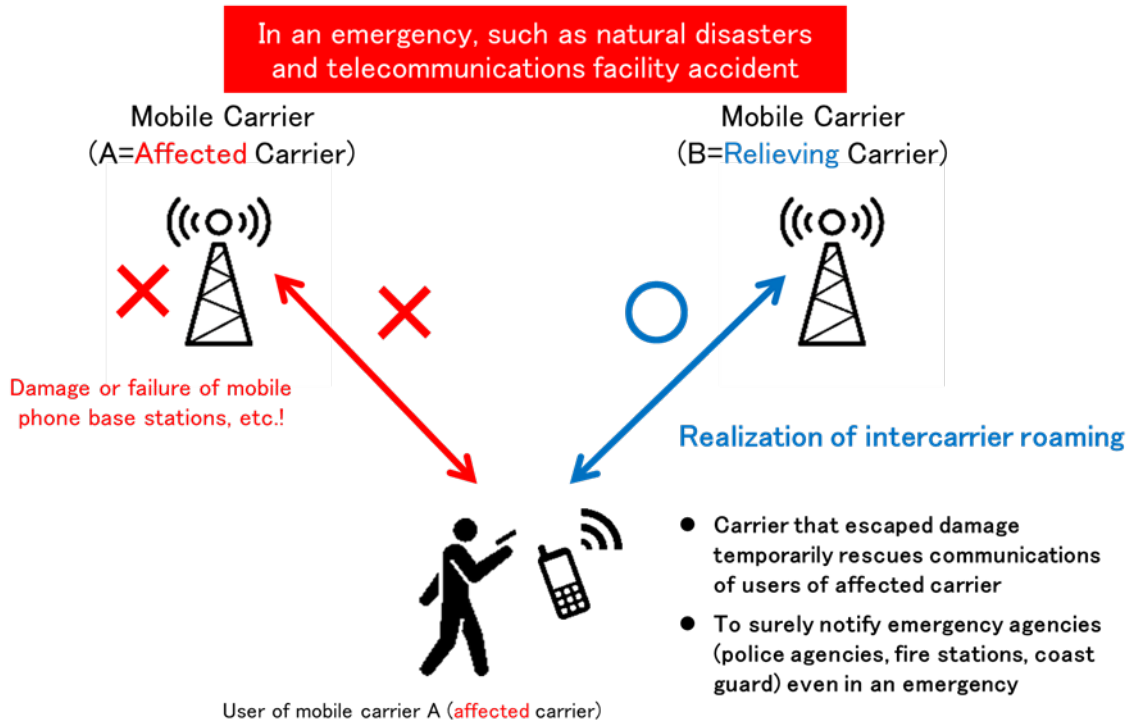 In an emergency, such as natural disasters
and telecommunications facility accident
Mobile Carrier
(A=Affected Carrier)
Mobile Carrier
(B=Relieving Carrier)
Damage or failure of mobile
phone base stations, etc.!
Realization of intercarrier roaming
● Carrier that escaped damage
temporarily rescues communications
of users of affected carrier
● To surely notify emergency agencies
(police agencies, fire stations, coast
guard) even in an emergency
User of mobile carrier A (affected carrier)